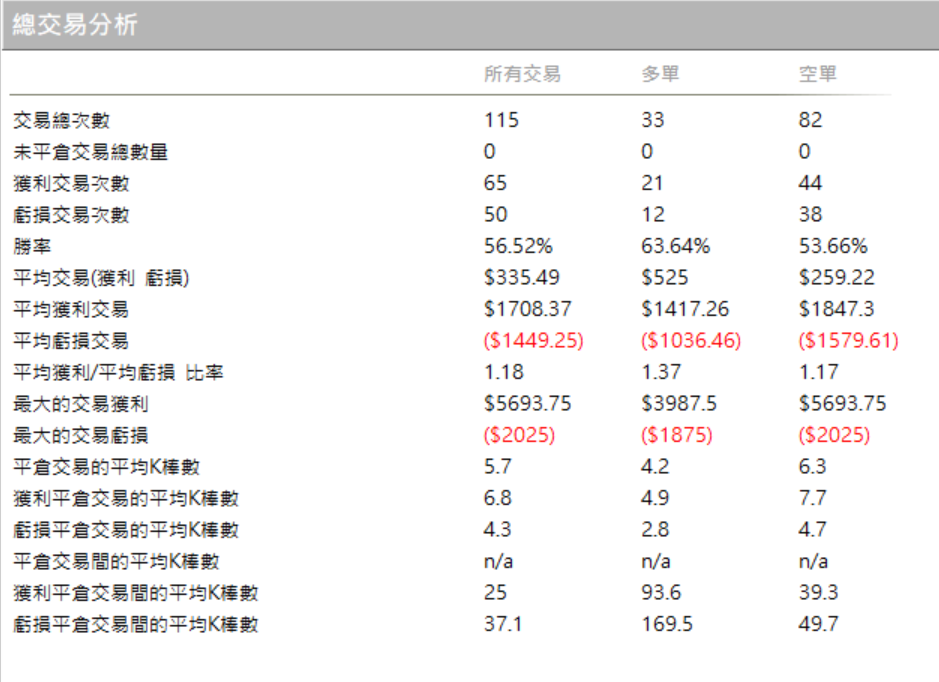 總交易分析
所有交易 多單 空單
交易總次數 115 33 82
未平倉交易總數量 0 0 0
獲利交易次數 65 21 44
虧損交易次數 50 12 38
勝率 56.52% 63.64% 53.66%
平均交易(獲利 虧損) $335.49 $525 $259.22
平均獲利交易 $1708.37 $1417.26 $1847.3
平均虧損交易 ($1449.25) ($1036.46) ($1579.61)
平均獲利/平均虧損 比率 1.18 1.37 1.17
最大的交易獲利 $5693.75 $3987.5 $5693.75
最大的交易虧損 ($2025) ($1875) ($2025)
平倉交易的平均K棒數 5.7 4.2 6.3
獲利平倉交易的平均K棒數 6.8 4.9 7.7
虧損平倉交易的平均K棒數 4.3 2.8 4.7
平倉交易間的平均K棒數 n/a n/a n/a
獲利平倉交易間的平均K棒數 25 93.6 39.3
虧損平倉交易間的平均K棒數 37.1 169.5 49.7